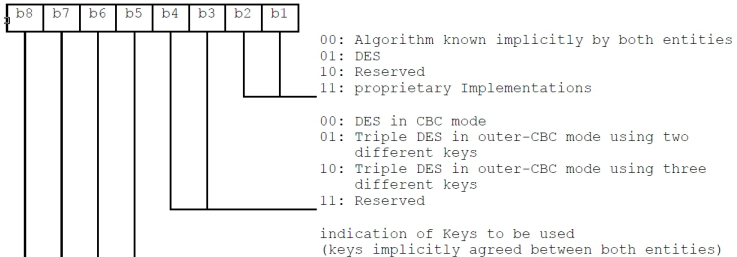 b8 b7 b6 b5 b4 b3 b2 b1
00: Algorithm known implicitly by both entities
01: DES
10: Reserved
11: proprietary Implementations
00: DES in CBC mode
01: Triple DES in outer-CBC mode using two
different keys
10: Triple DES in outer-CBC mode using three
different keys
11: Reserved
indication of Keys to be used
(keys implicitly agreed between both entities)